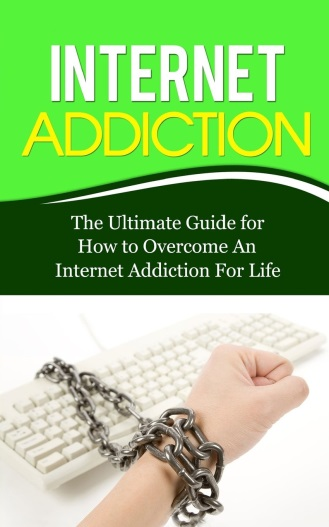 INTERNET
ADDICTION
The Ultimate Guide for
How to Overcome An
Internet Addiction For Life